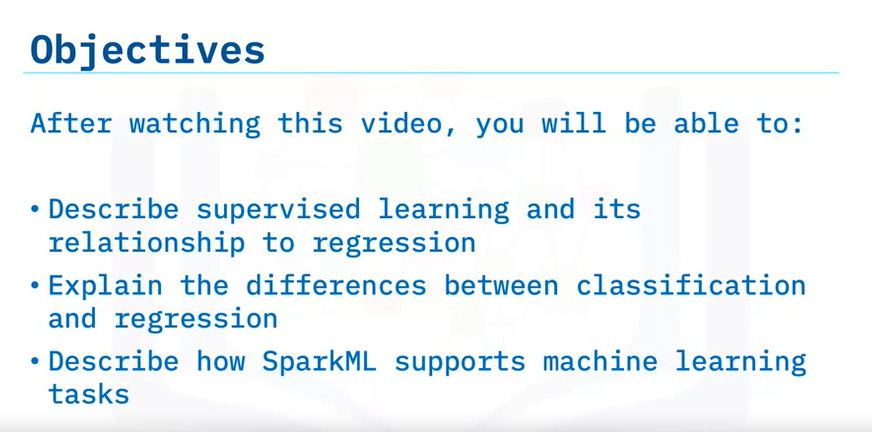 Objectives
After watching this video, you will be able to:
• Describe supervised learning and its
relationship to regression
• Explain the differences between classification
and regression
• Describe how SparkML supports machine learning
tasks